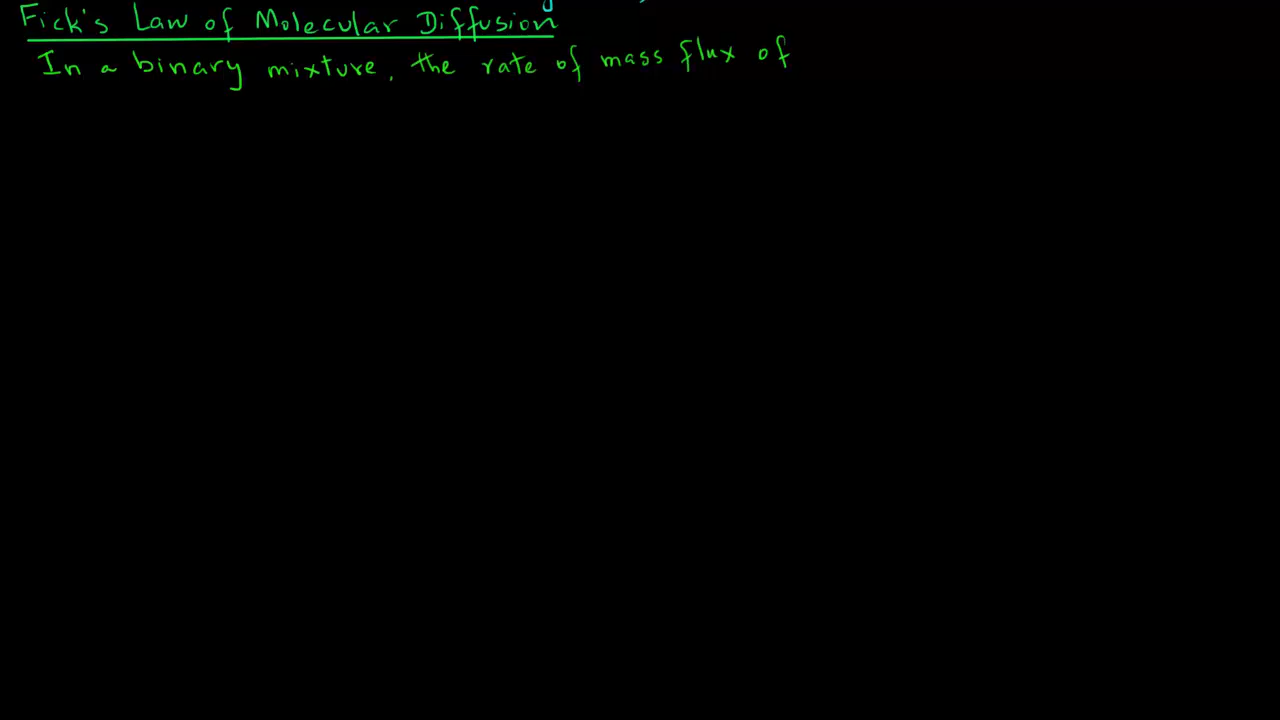 Fick's Law of Molecular Diffusion
In a binary mixture, the rate of mass flux of